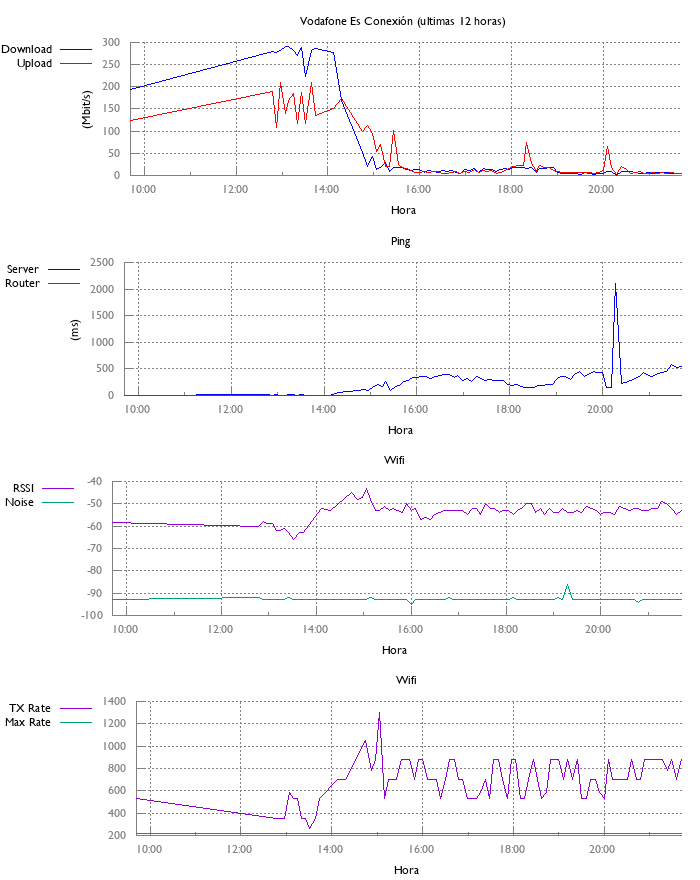 Vodafone Es Conexión (ultimas 12 horas)
Download
Upload
300
250
200
150
100
50
0
(Mbit/s)
10:00 12:00 14:00 16:00 18:00 20:00
Hora
Ping
Server
Router
2500
2000
1500
1000
500
0
(ms)
10:00 12:00 14:00 16:00 18:00 20:00
Hora
Wifi
RSSI
Noise
-40
-50
-60
-70
-80
-90
-100
10:00 12:00 14:00 16:00 18:00 20:00
Hora
Wifi
TX Rate
Max Rate
1400
1200
1000
800
600
400
200
10:00 12:00 14:00 16:00 18:00 20:00
Hora